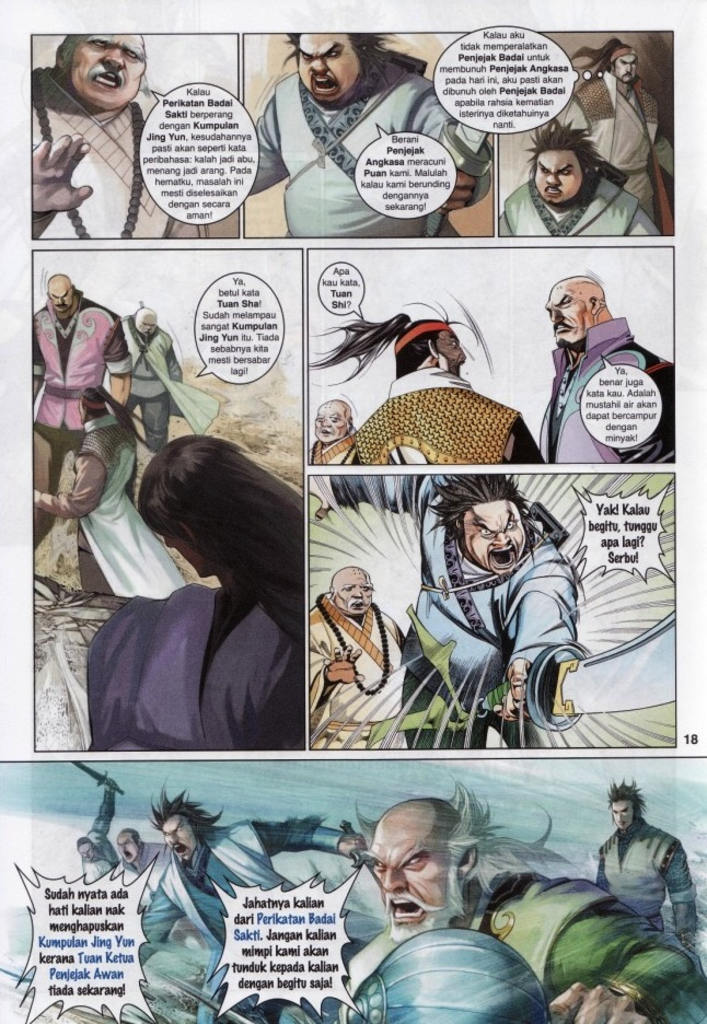 Kalau
Perikatan Badai
Sakti berperang
dengan Kumpulan
Jing Yun, kesudahannya
pasti akan seperti kata
peribahasa: kalah jadi abu,
menang jadi arang. Pada
hematku, masalah ini
mesti diselesaikan
dengan secara
aman!
Berani
Penjejak
Angkasa meracuni
Puan kami. Malulah
kalau kami berunding
dengannya
sekarang!
Kalau aku
tidak memperalatkan
Penjejak Badai untuk
membunuh Penjejak Angkasa
pada hari ini, aku pasti akan
dibunuh oleh Penjejak Badai
apabila rahsia kematian
isterinya diketahuinya
nanti.
...
Ya,
betul kata
Tuan Sha!
Sudah melampau
sangat Kumpulan
Jing Yun itu. Tiada
sebabnya kita
mesti bersabar
lagi!
Apa
kau kata,
Tuan
Shi?
Ya,
benar juga
kata kau. Adalah
mustahil air akan
bercampur
dengan
minyak!
Yak! Kalau
begitu, tunggu
apa lagi?
Serbu!
18
Sudah nyata ada
hati kalian nak
menghapuskan
Kumpulan Jing Yun
kerana Tuan Ketua
Penjejak Awan
tiada sekarang!
Jahatnya kalian
dari Perikatan Badai
Sakti. Jangan kalian
mimpi kami akan
tunduk kepada kalian
dengan begitu saja!